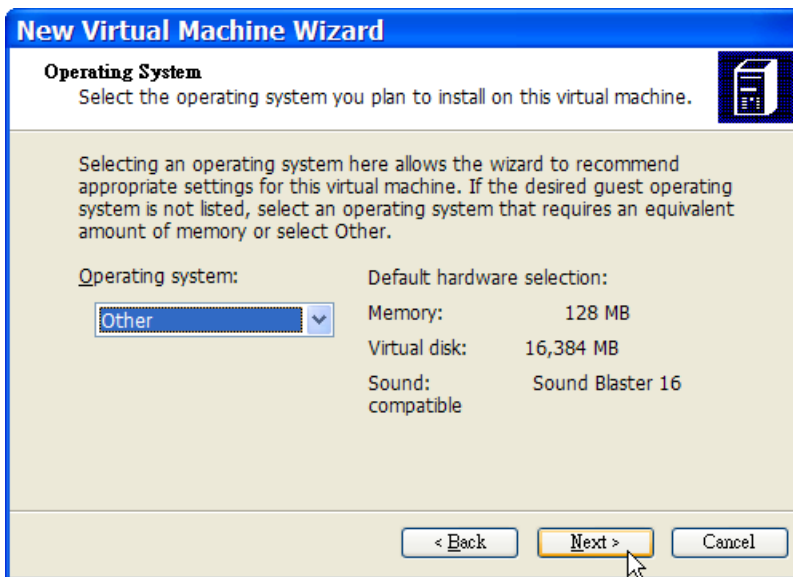 New Virtual Machine Wizard
Operating System
Select the operating system you plan to install on this virtual machine.
Selecting an operating system here allows the wizard to recommend
appropriate settings for this virtual machine. If the desired guest operating
system is not listed, select an operating system that requires an equivalent
amount of memory or select Other.
Operating system:
Default hardware selection:
Other
Memory: 128 MB
Virtual disk: 16,384 MB
Sound: Sound Blaster 16
compatible
< Back Next > Cancel